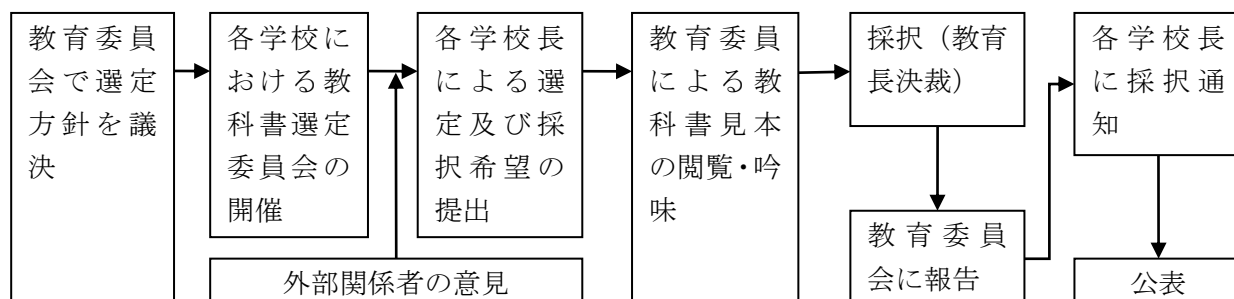 教育委員
会で選定
方針を議
決
各学校に
おける教
科書選定
委員会の
開催
各学校長
による選
定及び採
択希望の
提出
教育委員
による教
科書見本
の閲覧・吟
味
採択（教育
長決裁）
各学校長
に採択通
知
教育委員
会に報告
外部関係者の意見
公表